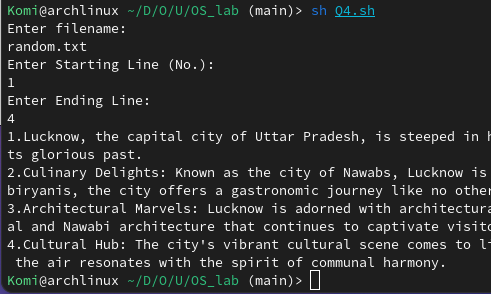 Komi@archlinux ~/D/O/U/OS_lab (main)> sh Q4.sh
Enter filename:
random.txt
Enter Starting Line (No.):
1
Enter Ending Line:
4
1.Lucknow, the capital city of Uttar Pradesh, is steeped in
ts glorious past.
2.Culinary Delights: Known as the city of Nawabs, Lucknow is
biryanis, the city offers a gastronomic journey like no other
3.Architectural Marvels: Lucknow is adorned with architectura
al and Nawabi architecture that continues to captivate visito
4.Cultural Hub: The city's vibrant cultural scene comes to li
the air resonates with the spirit of communal harmony.
Komi@archlinux ~/D/O/U/OS_lab (main)>